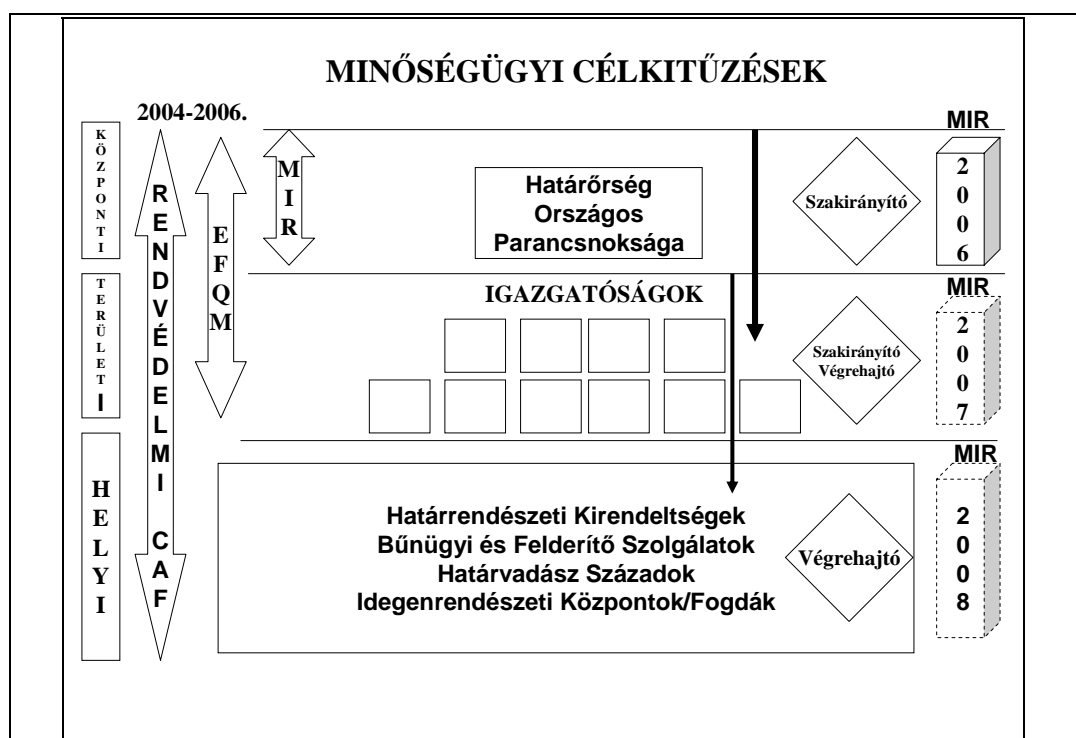 MINŐSÉGÜGYI CÉLKITŰZÉSEK
2004-2006.
KÖZPONTI
RENDVÉDELMI CAF
EFQM
MIR
Határőrség
Országos
Parancsnoksága
Szakirányító
MIR
2006
TERÜLETI
IGAZGATÓSÁGOK
Szakirányító
Végrehajtó
MIR
2007
HELYI
Határrendészeti Kirendeltségek
Bűnügyi és Felderítő Szolgálatok
Határvadász Századok
Idegenrendészeti Központok/Fogdák
Végrehajtó
MIR
2008